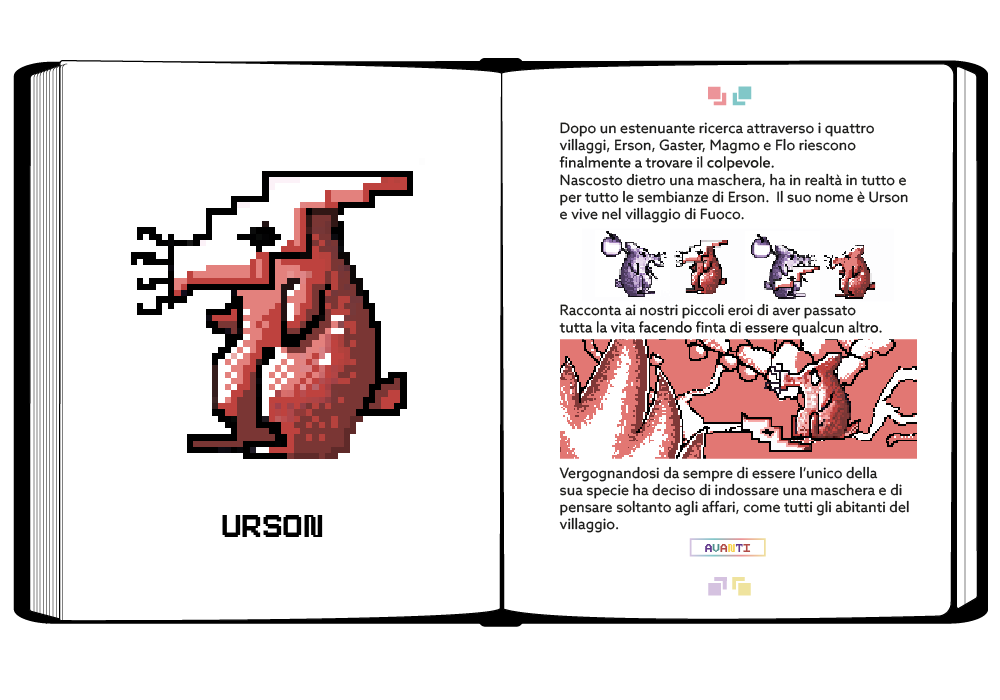 URSON
Dopo un estenuante ricerca attraverso i quattro
villaggi, Erson, Gaster, Magmo e Flo riescono
finalmente a trovare il colpevole.
Nascosto dietro una maschera, ha in realtà in tutto e
per tutto le sembianze di Erson. Il suo nome è Urson
e vive nel villaggio di Fuoco.
Racconta ai nostri piccoli eroi di aver passato
tutta la vita facendo finta di essere qualcun altro.
Vergognandosi da sempre di essere l'unico della
sua specie ha deciso di indossare una maschera e di
pensare soltanto agli affari, come tutti gli abitanti del
villaggio.
AVANTI